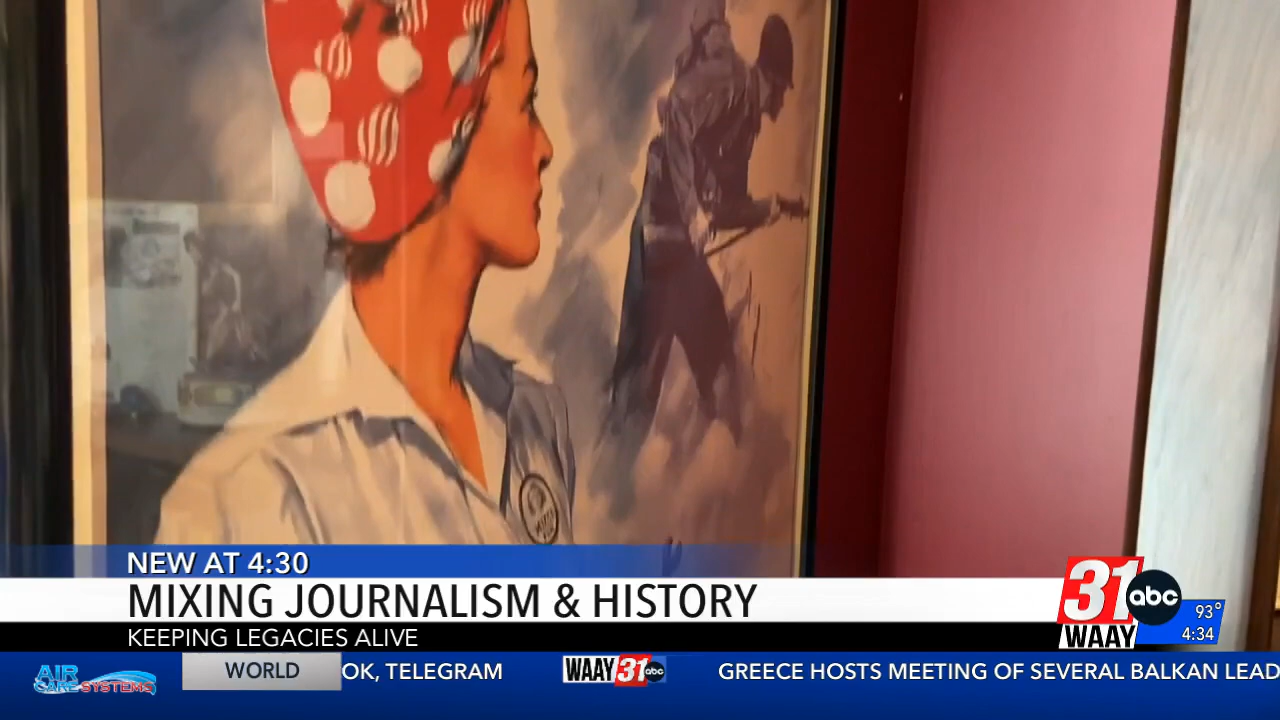 NEW AT 4:30
MIXING JOURNALISM & HISTORY
KEEPING LEGACIES ALIVE
31 abc
WAAY
93°
4:34
AIR CARE SYSTEMS
WORLD
OK, TELEGRAM
WAAY 31 abc
GREECE HOSTS MEETING OF SEVERAL BALKAN LEAD